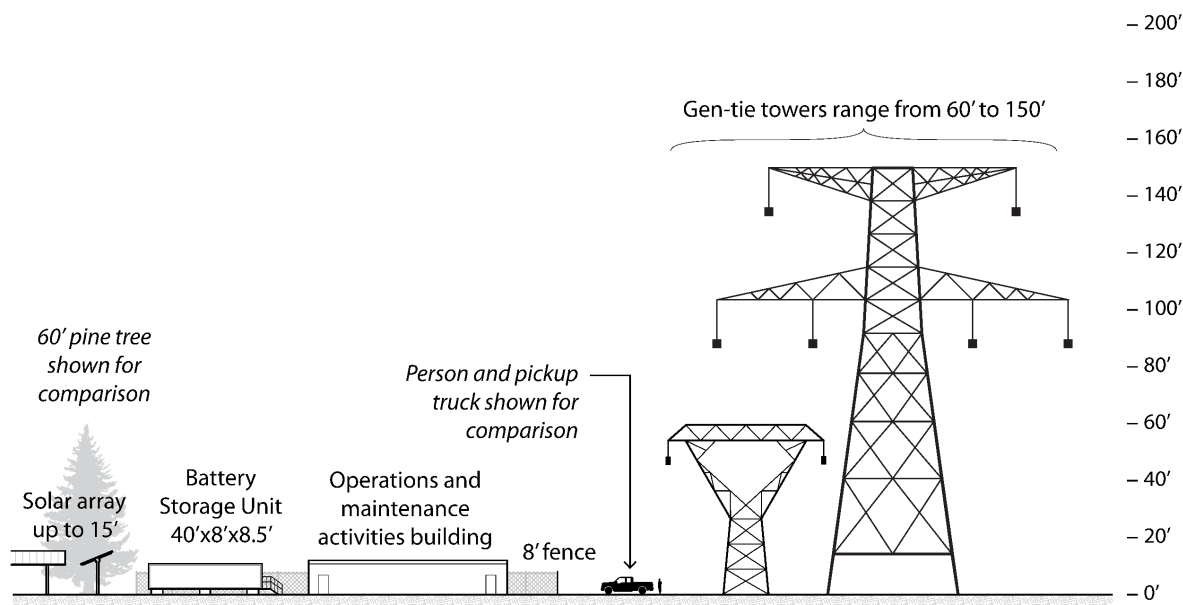 – 200’
– 180’
Gen-tie towers range from 60’ to 150’
– 160’
– 140’
– 120’
– 100’
60’ pine tree
shown for
comparison
– 80’
Person and pickup
truck shown for
comparison
– 60’
Solar array
up to 15’
Battery
Storage Unit
40’x8’x8.5’
Operations and
maintenance
activities building
8’ fence
– 40’
– 20’
– 0’